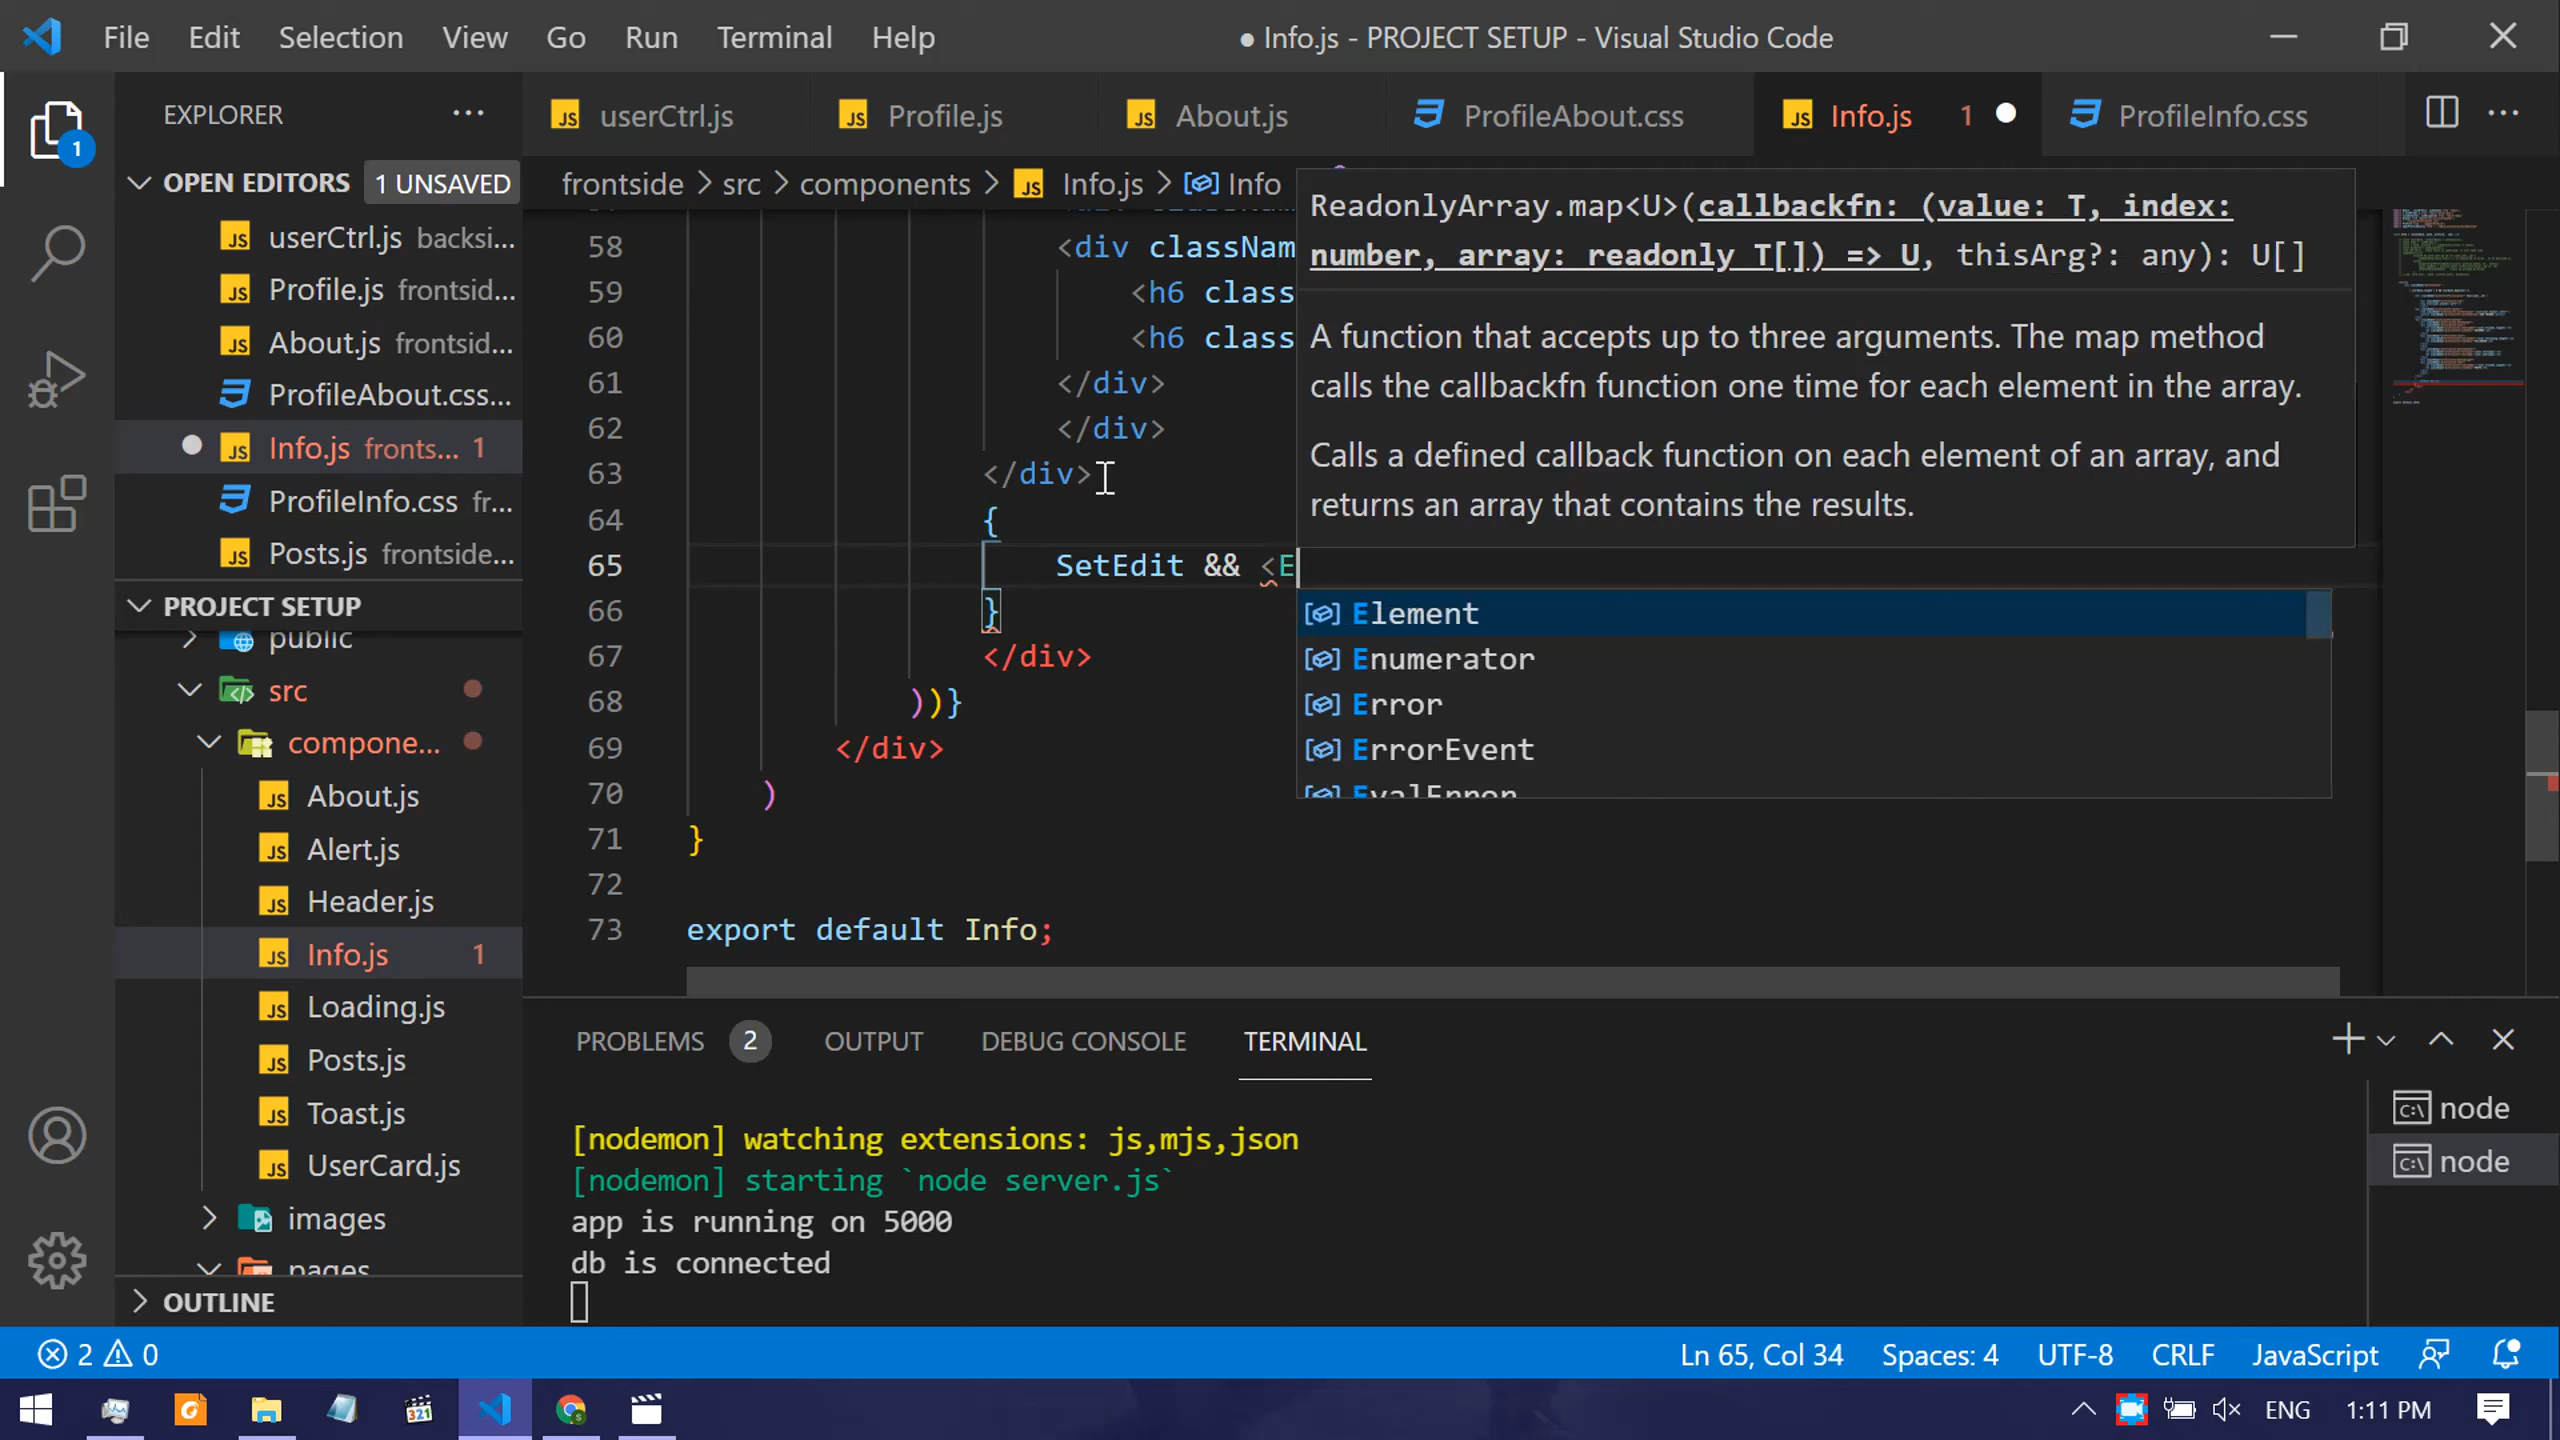 File Edit Selection View Go Run Terminal Help
● Info.js - PROJECT SETUP - Visual Studio Code
EXPLORER
userCtrl.js Profile.js About.js ProfileAbout.css Info.js 1 ProfileInfo.css
OPEN EDITORS 1 UNSAVED
userCtrl.js backsi...
Profile.js frontsid...
About.js frontsid...
ProfileAbout.css...
Info.js fronts... 1
ProfileInfo.css fr...
Posts.js frontside...
PROJECT SETUP
public
src
compone...
About.js
Alert.js
Header.js
Info.js 1
Loading.js
Posts.js
Toast.js
UserCard.js
images
pages
OUTLINE
frontside > src > components > Info.js > Info
58 <div classNam
59 <h6 class
60 <h6 class
61 </div>
62 </div>
63 </div>
64 {
65 SetEdit && <E
66 }
67 </div>
68 ))}
69 </div>
70 )
71 }
72
73 export default Info;
ReadonlyArray.map<U>(callbackfn: (value: T, index:
number, array: readonly T[]) => U, thisArg?: any): U[]
A function that accepts up to three arguments. The map method
calls the callbackfn function one time for each element in the array.
Calls a defined callback function on each element of an array, and
returns an array that contains the results.
Element
Enumerator
Error
ErrorEvent
EvalError
PROBLEMS 2 OUTPUT DEBUG CONSOLE TERMINAL
[nodemon] watching extensions: js,mjs,json
[nodemon] starting `node server.js`
app is running on 5000
db is connected
node
node
2 0
Ln 65, Col 34 Spaces: 4 UTF-8 CRLF JavaScript
321
ENG 1:11 PM